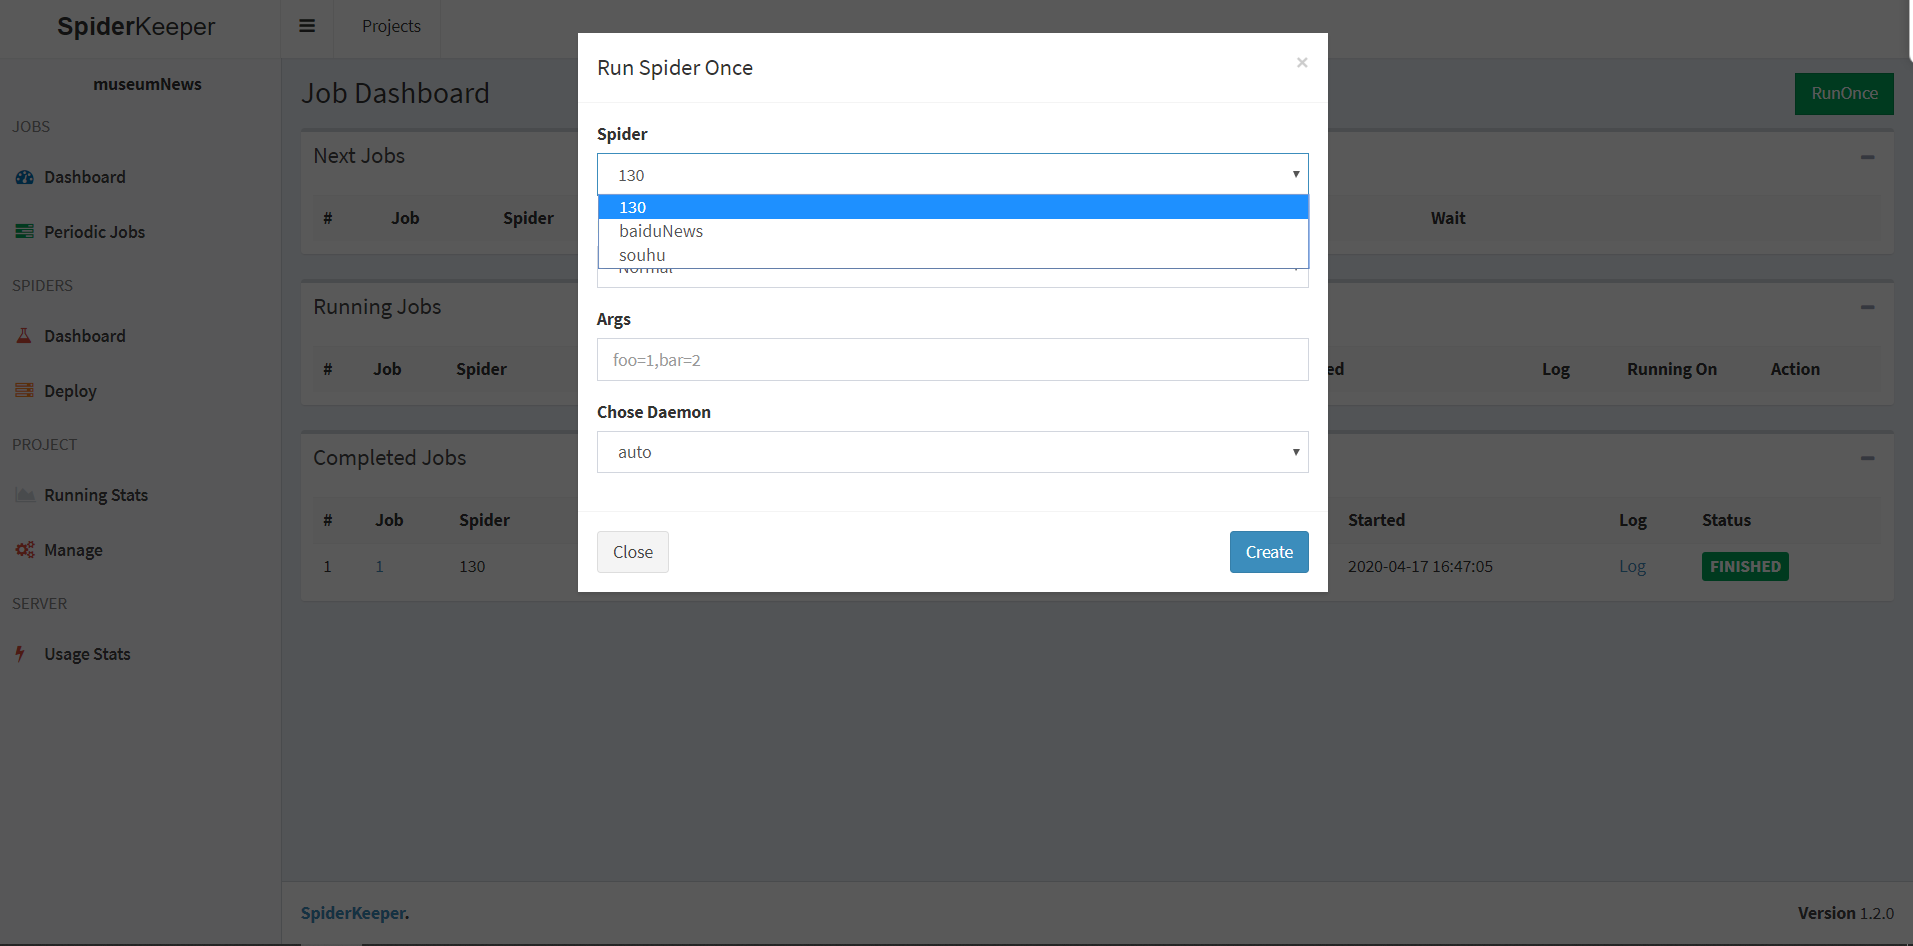 SpiderKeeper
Projects
museumNews
JOBS
Dashboard
Periodic Jobs
SPIDERS
Dashboard
Deploy
PROJECT
Running Stats
Manage
SERVER
Usage Stats
Job Dashboard
RunOnce
Next Jobs
# Job Spider Wait
Running Jobs
# Job Spider ed Log Running On Action
Completed Jobs
# Job Spider Started Log Status
1 1 130 2020-04-17 16:47:05 Log FINISHED
Run Spider Once
×
Spider
130
130
baiduNews
souhu
Normal
Args
foo=1,bar=2
Chose Daemon
auto
Close Create
SpiderKeeper.
Version 1.2.0